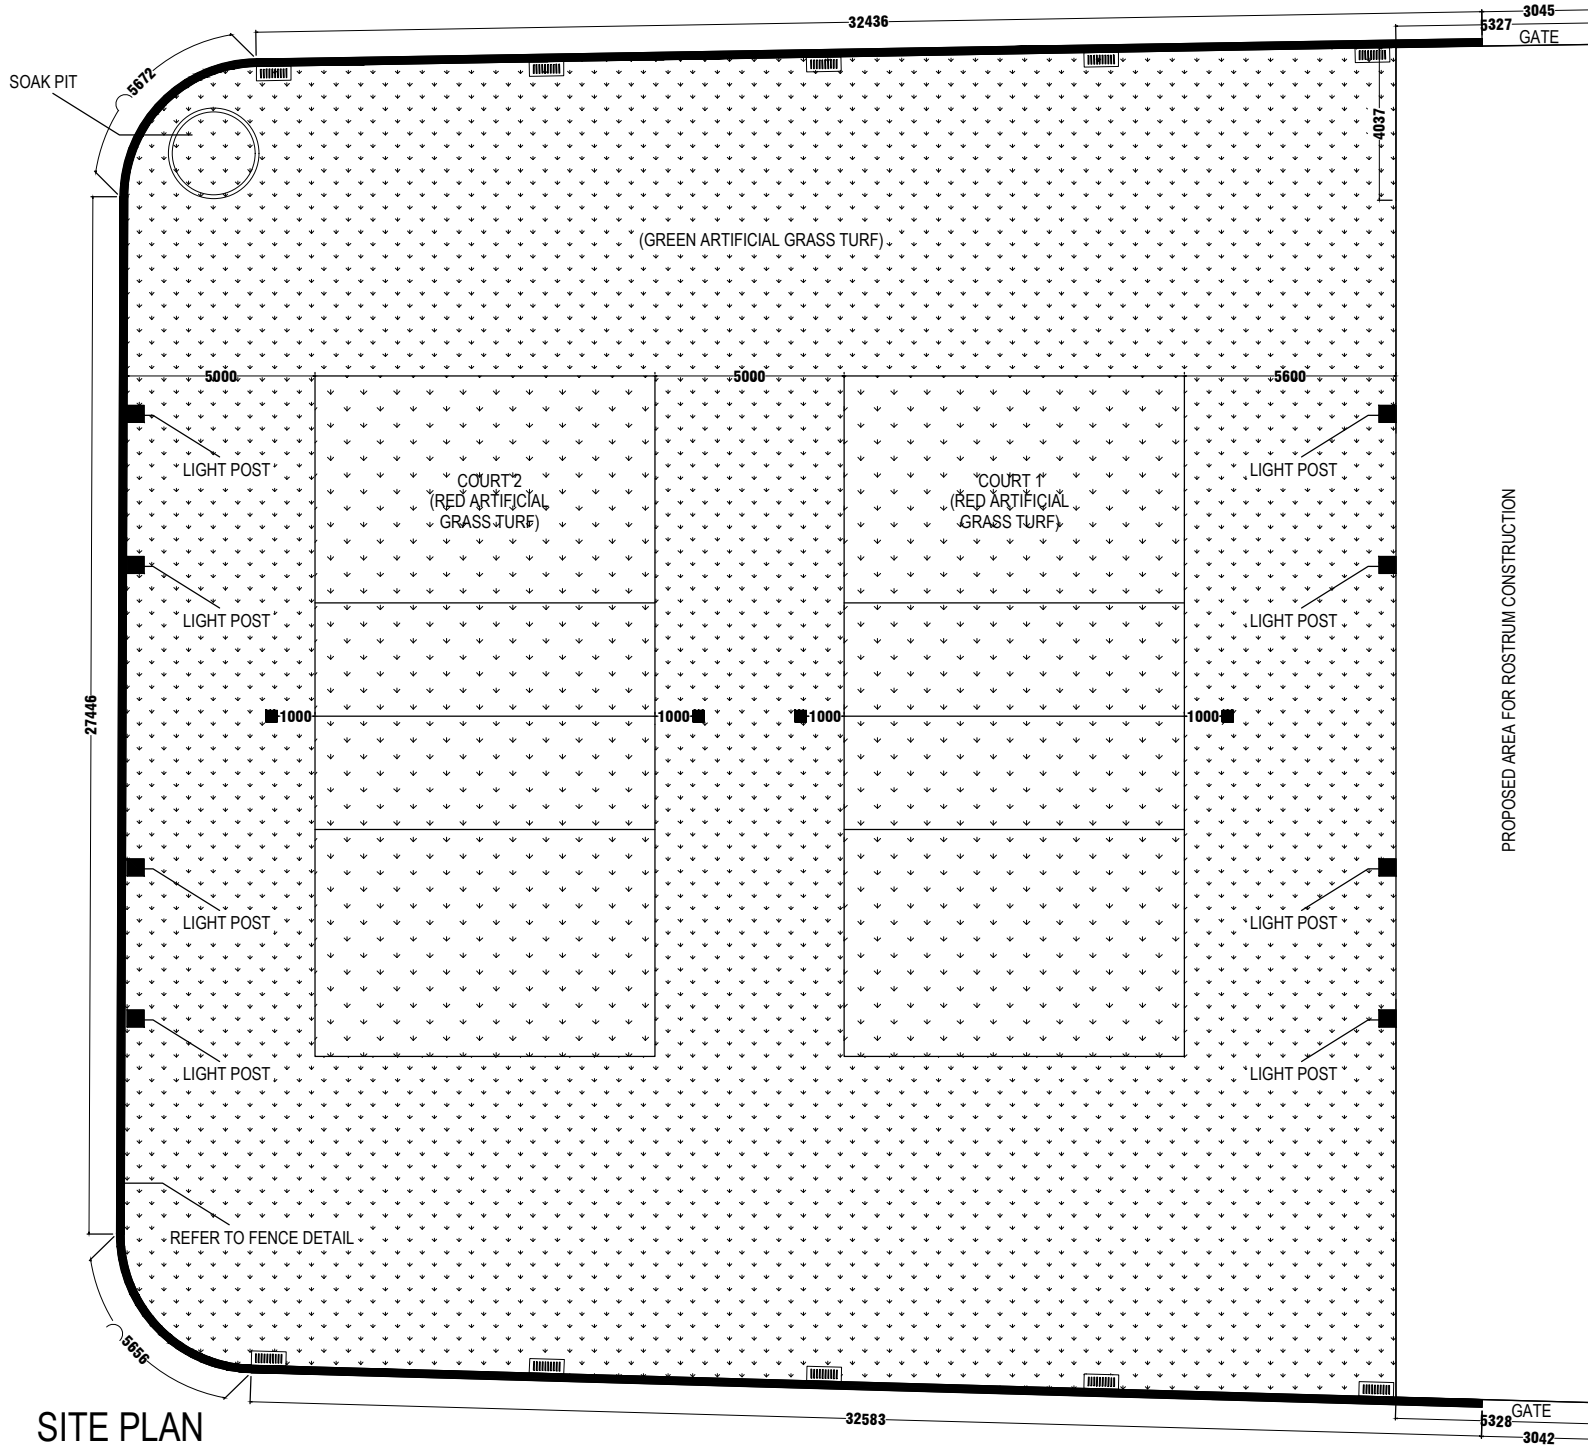 3045
32436
5327
GATE
5672
SOAK PIT
4037
(GREEN ARTIFICIAL GRASS TURF)
5000
5000
5600
LIGHT POST
COURT 2
(RED ARTIFICIAL
GRASS TURF)
COURT 1
(RED ARTIFICIAL
GRASS TURF)
LIGHT POST
LIGHT POST
LIGHT POST
PROPOSED AREA FOR ROSTRUM CONSTRUCTION
27446
1000
1000
1000
1000
LIGHT POST
LIGHT POST
LIGHT POST
LIGHT POST
REFER TO FENCE DETAIL
5656
SITE PLAN
32583
GATE
5328
3042